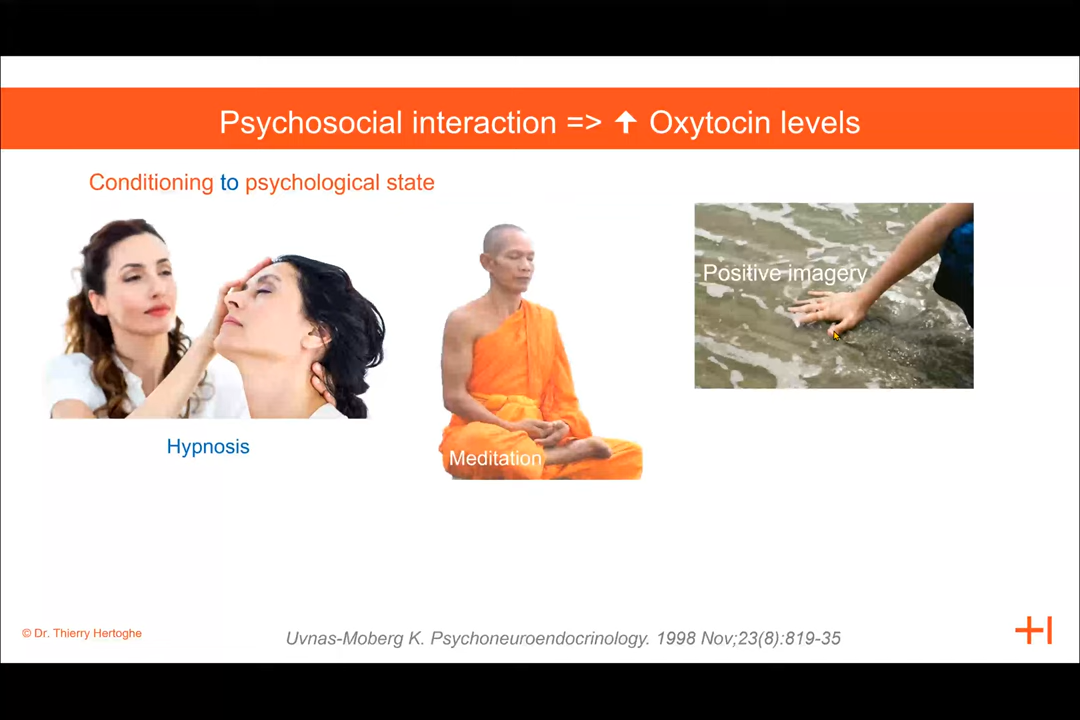 Psychosocial interaction => ↑ Oxytocin levels
Conditioning to psychological state
Positive imagery
Hypnosis
Meditation
© Dr. Thierry Hertoghe
Uvnas-Moberg K. Psychoneuroendocrinology. 1998 Nov;23(8):819-35